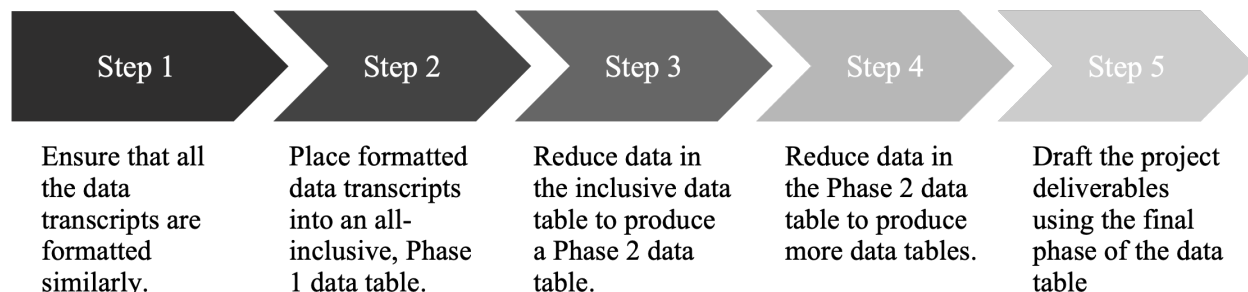 Step 1
Step 2
Step 3
Step 4
Step 5
Ensure that all
the data
transcripts are
formatted
similarly.
Place formatted
data transcripts
into an all-
inclusive, Phase
1 data table.
Reduce data in
the inclusive data
table to produce
a Phase 2 data
table.
Reduce data in
the Phase 2 data
table to produce
more data tables.
Draft the project
deliverables
using the final
phase of the data
table